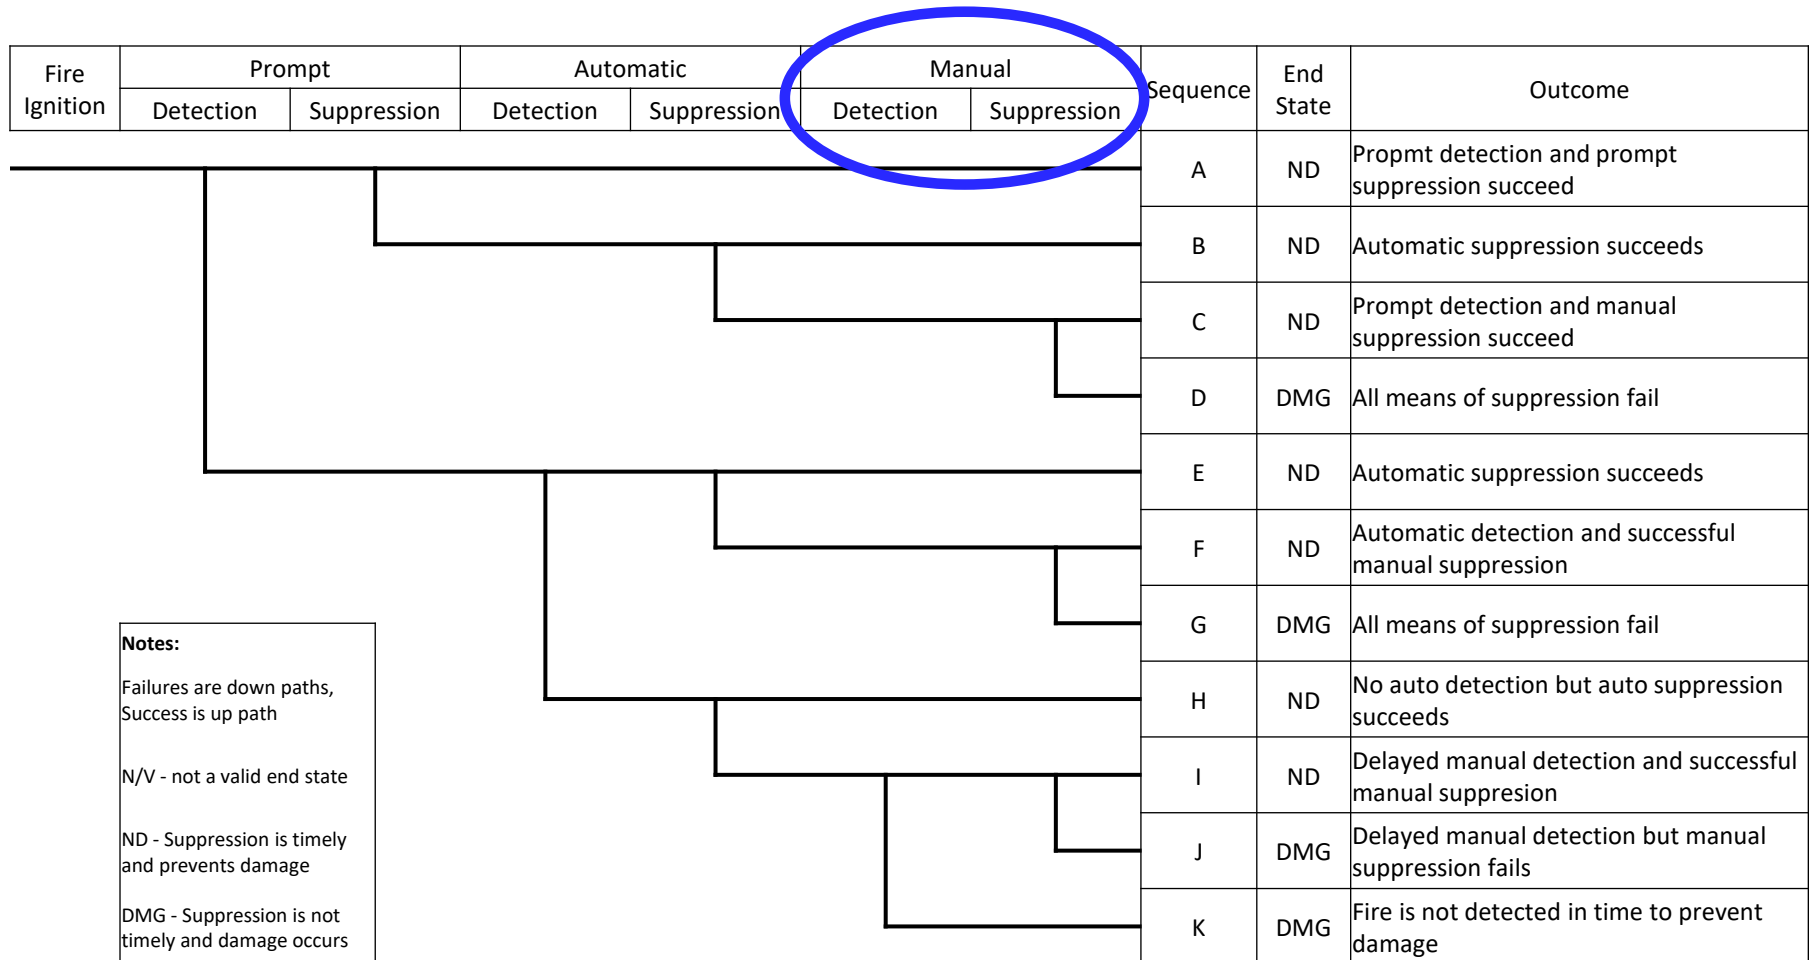 Fire
Ignition
Prompt
Automatic
Manual
Sequence
End
State
Outcome
Detection
Suppression
Detection
Suppression
Detection
Suppression
A
ND
Propmt detection and prompt
suppression succeed
B
ND
Automatic suppression succeeds
C
ND
Prompt detection and manual
suppression succeed
D
DMG
All means of suppression fail
E
ND
Automatic suppression succeeds
F
ND
Automatic detection and successful
manual suppression
G
DMG
All means of suppression fail
H
ND
No auto detection but auto suppression
succeeds
I
ND
Delayed manual detection and successful
manual suppresion
J
DMG
Delayed manual detection but manual
suppression fails
K
DMG
Fire is not detected in time to prevent
damage
Notes:
Failures are down paths,
Success is up path
N/V - not a valid end state
ND - Suppression is timely
and prevents damage
DMG - Suppression is not
timely and damage occurs